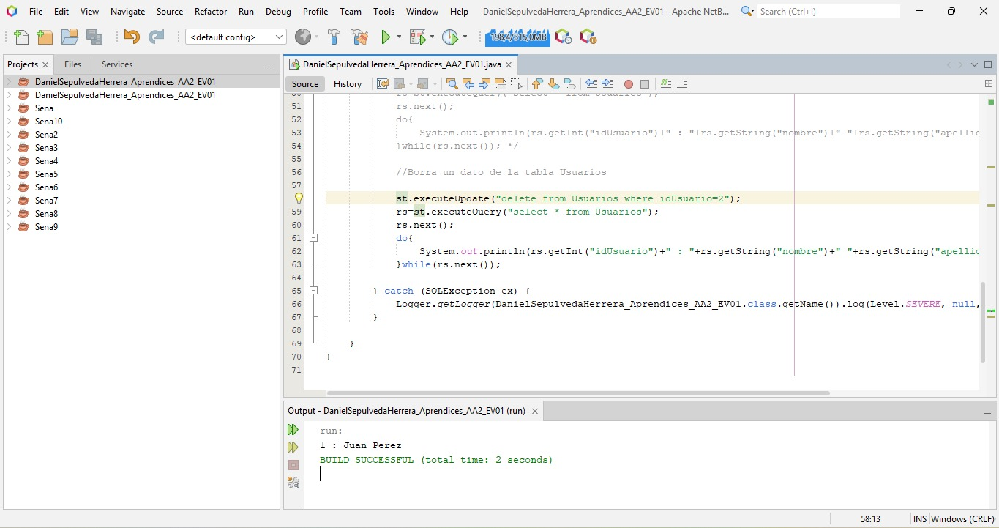 File Edit View Navigate Source Refactor Run Debug Profile Team Tools Window Help DanielSepulvedaHerrera_Aprendices_AA2_EV01 - Apache NetB... Search (Ctrl+I)
<default config> 198,4/315,0MB
Projects Files Services
DanielSepulvedaHerrera_Aprendices_AA2_EV01
DanielSepulvedaHerrera_Aprendices_AA2_EV01
Sena
Sena10
Sena2
Sena3
Sena4
Sena5
Sena6
Sena7
Sena8
Sena9
DanielSepulvedaHerrera_Aprendices_AA2_EV01.java
Source History
50 rs=st.executeQuery("select * from Usuarios");
51 rs.next();
52 do{
53 System.out.println(rs.getInt("idUsuario")+" : "+rs.getString("nombre")+" "+rs.getString("apellic
54 }while(rs.next()); */
55
56 //Borra un dato de la tabla Usuarios
57
st.executeUpdate("delete from Usuarios where idUsuario=2");
59 rs=st.executeQuery("select * from Usuarios");
60 rs.next();
61 do{
62 System.out.println(rs.getInt("idUsuario")+" : "+rs.getString("nombre")+" "+rs.getString("apellic
63 }while(rs.next());
64
65 } catch (SQLException ex) {
66 Logger.getLogger(DanielSepulvedaHerrera_Aprendices_AA2_EV01.class.getName()).log(Level.SEVERE, null,
67 }
68
69 }
70 }
71
Output - DanielSepulvedaHerrera_Aprendices_AA2_EV01 (run)
run:
1 : Juan Perez
BUILD SUCCESSFUL (total time: 2 seconds)
58:13 INS Windows (CRLF)